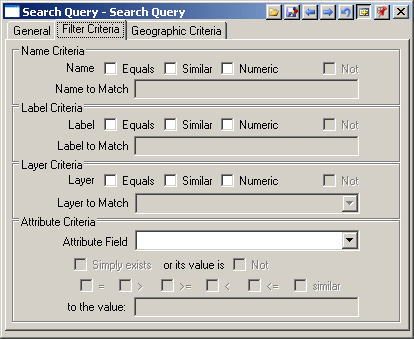 Search Query - Search Query
General Filter Criteria Geographic Criteria
Name Criteria
Name Equals Similar Numeric Not
Name to Match
Label Criteria
Label Equals Similar Numeric Not
Label to Match
Layer Criteria
Layer Equals Similar Numeric Not
Layer to Match
Attribute Criteria
Attribute Field
Simply exists or its value is Not
= > >= < <= similar
to the value: